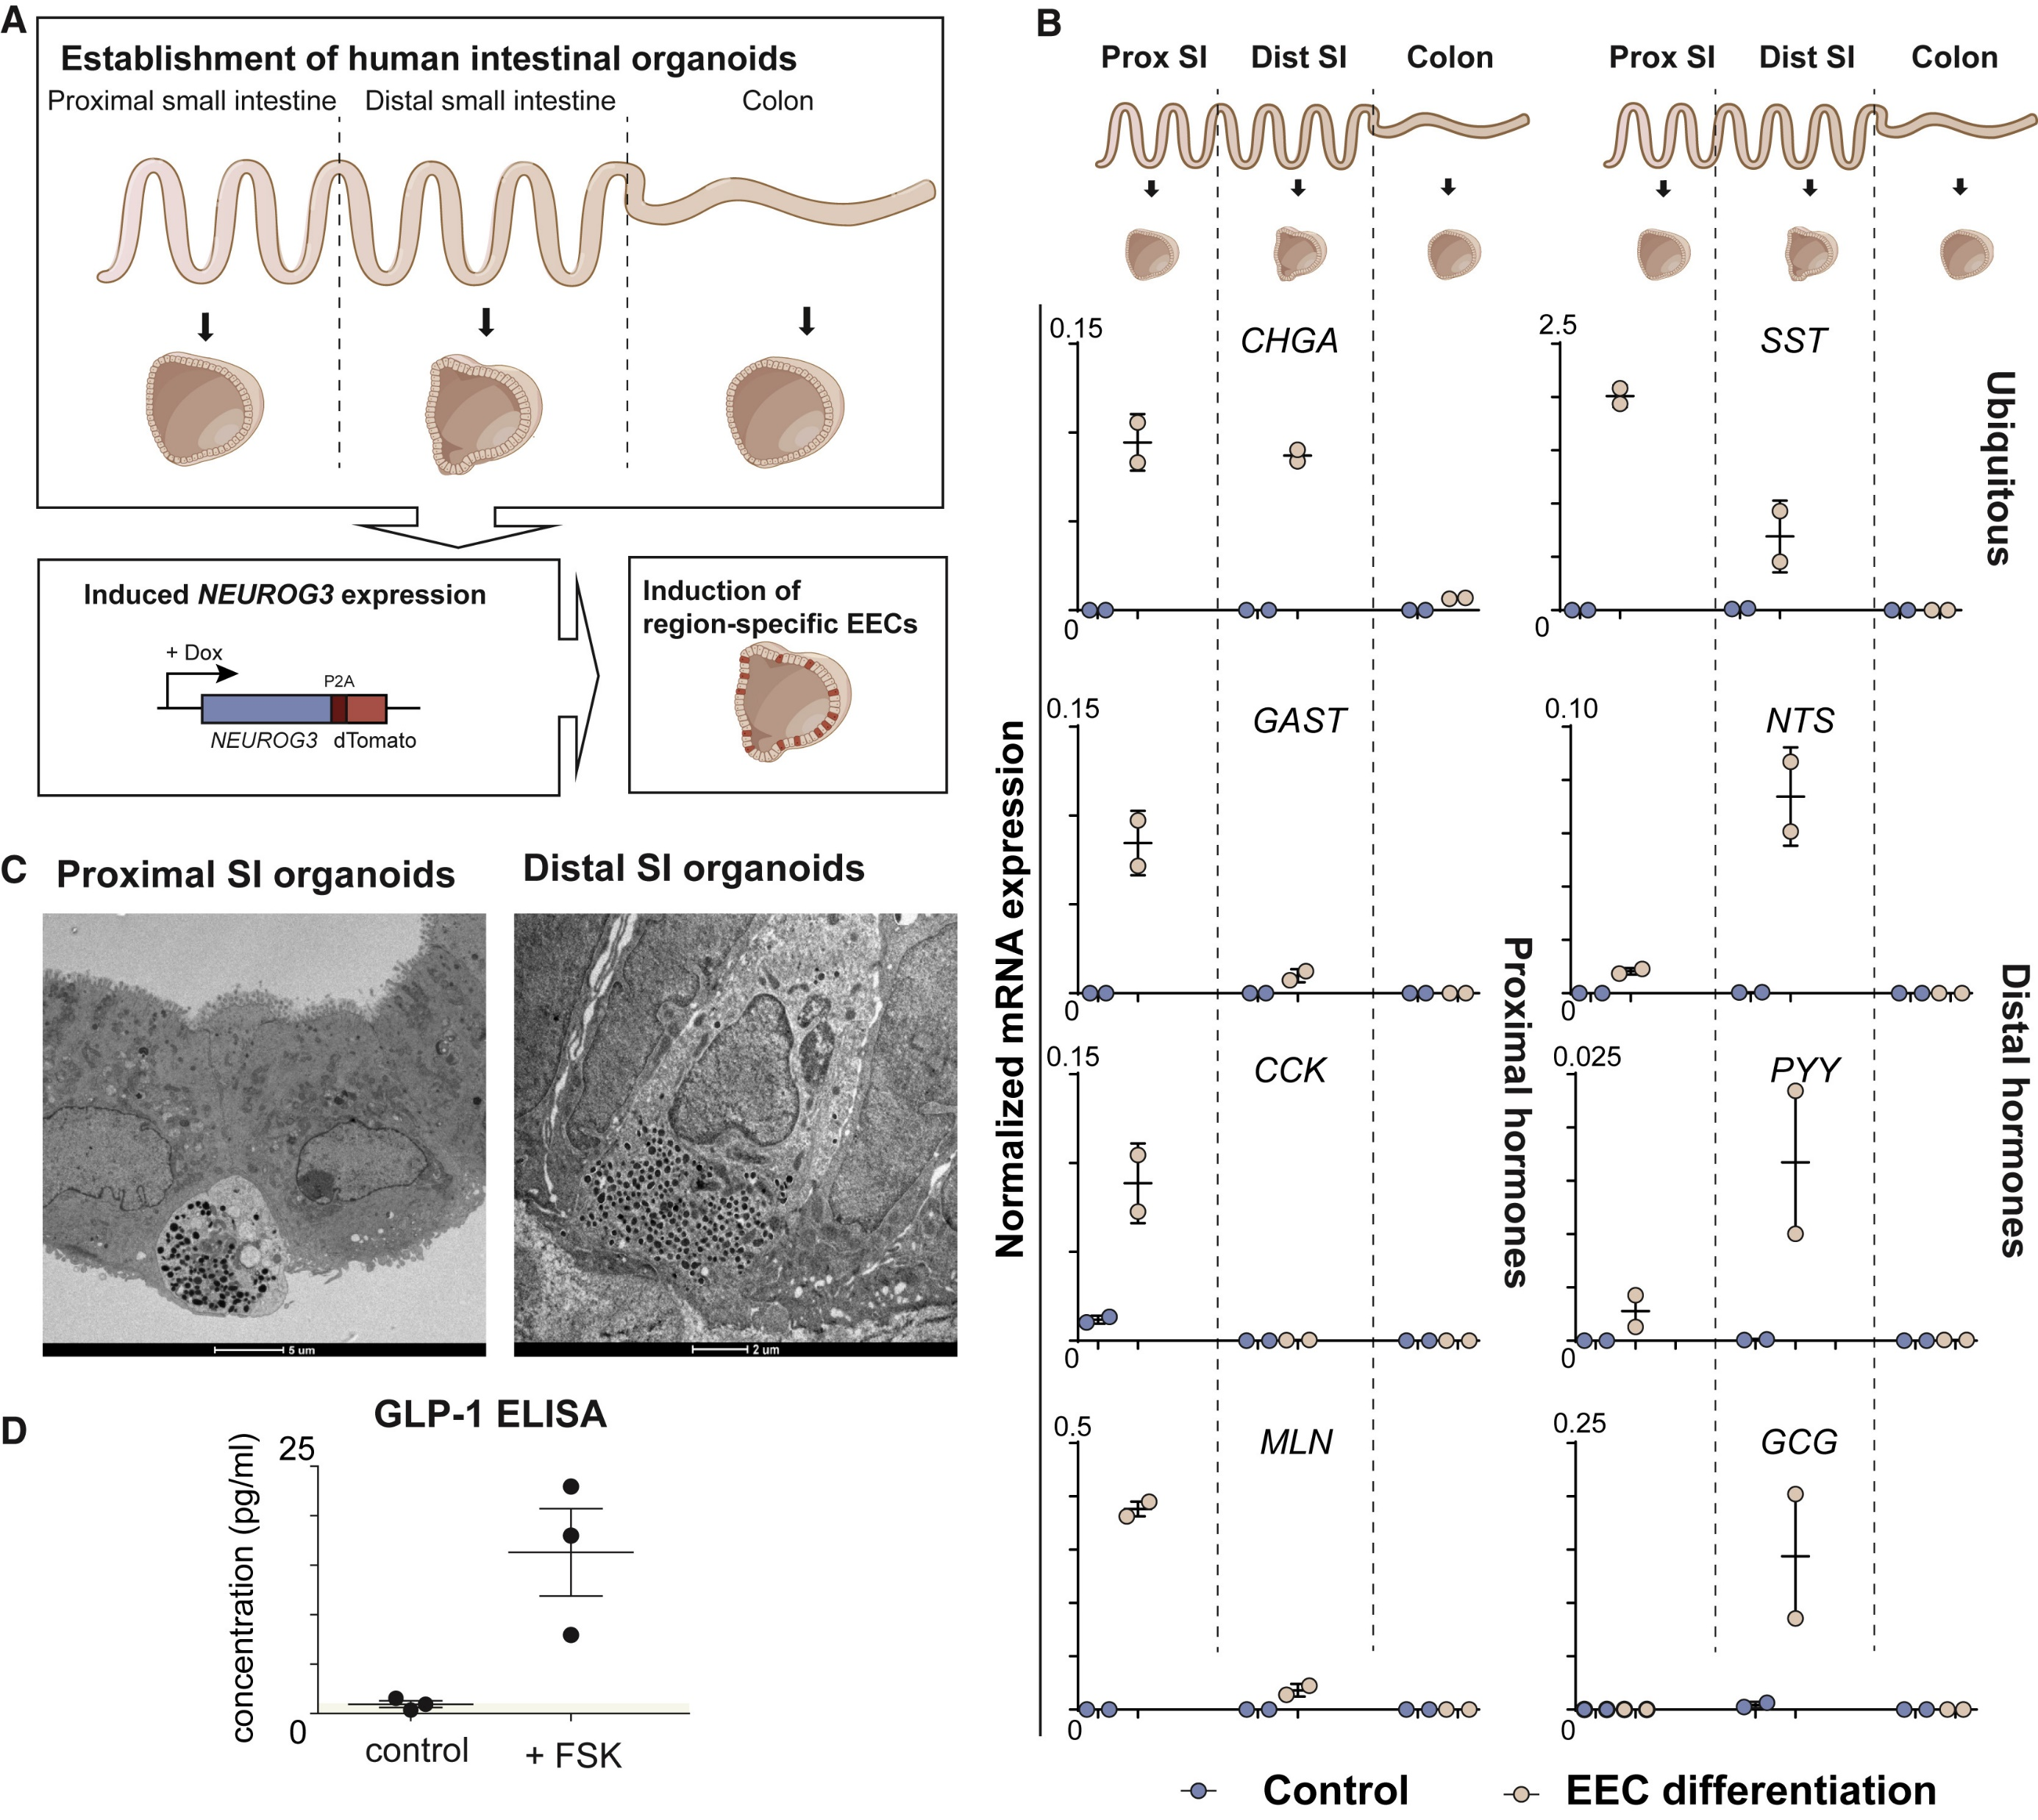 A
Establishment of human intestinal organoids
Proximal small intestine
Distal small intestine
Colon
Induced NEUROG3 expression
+ Dox
P2A
NEUROG3
dTomato
Induction of
region-specific EECs
B
Prox SI
Dist SI
Colon
Prox SI
Dist SI
Colon
Normalized mRNA expression
0.15
CHGA
0
2.5
SST
0
Ubiquitous
0.15
GAST
0
0.10
NTS
0
0.15
CCK
0
Proximal hormones
0.025
PYY
0
Distal hormones
0.5
MLN
0
0.25
GCG
0
Control
EEC differentiation
C
Proximal SI organoids
Distal SI organoids
5 um
2 um
D
GLP-1 ELISA
concentration (pg/ml)
25
0
control
+ FSK